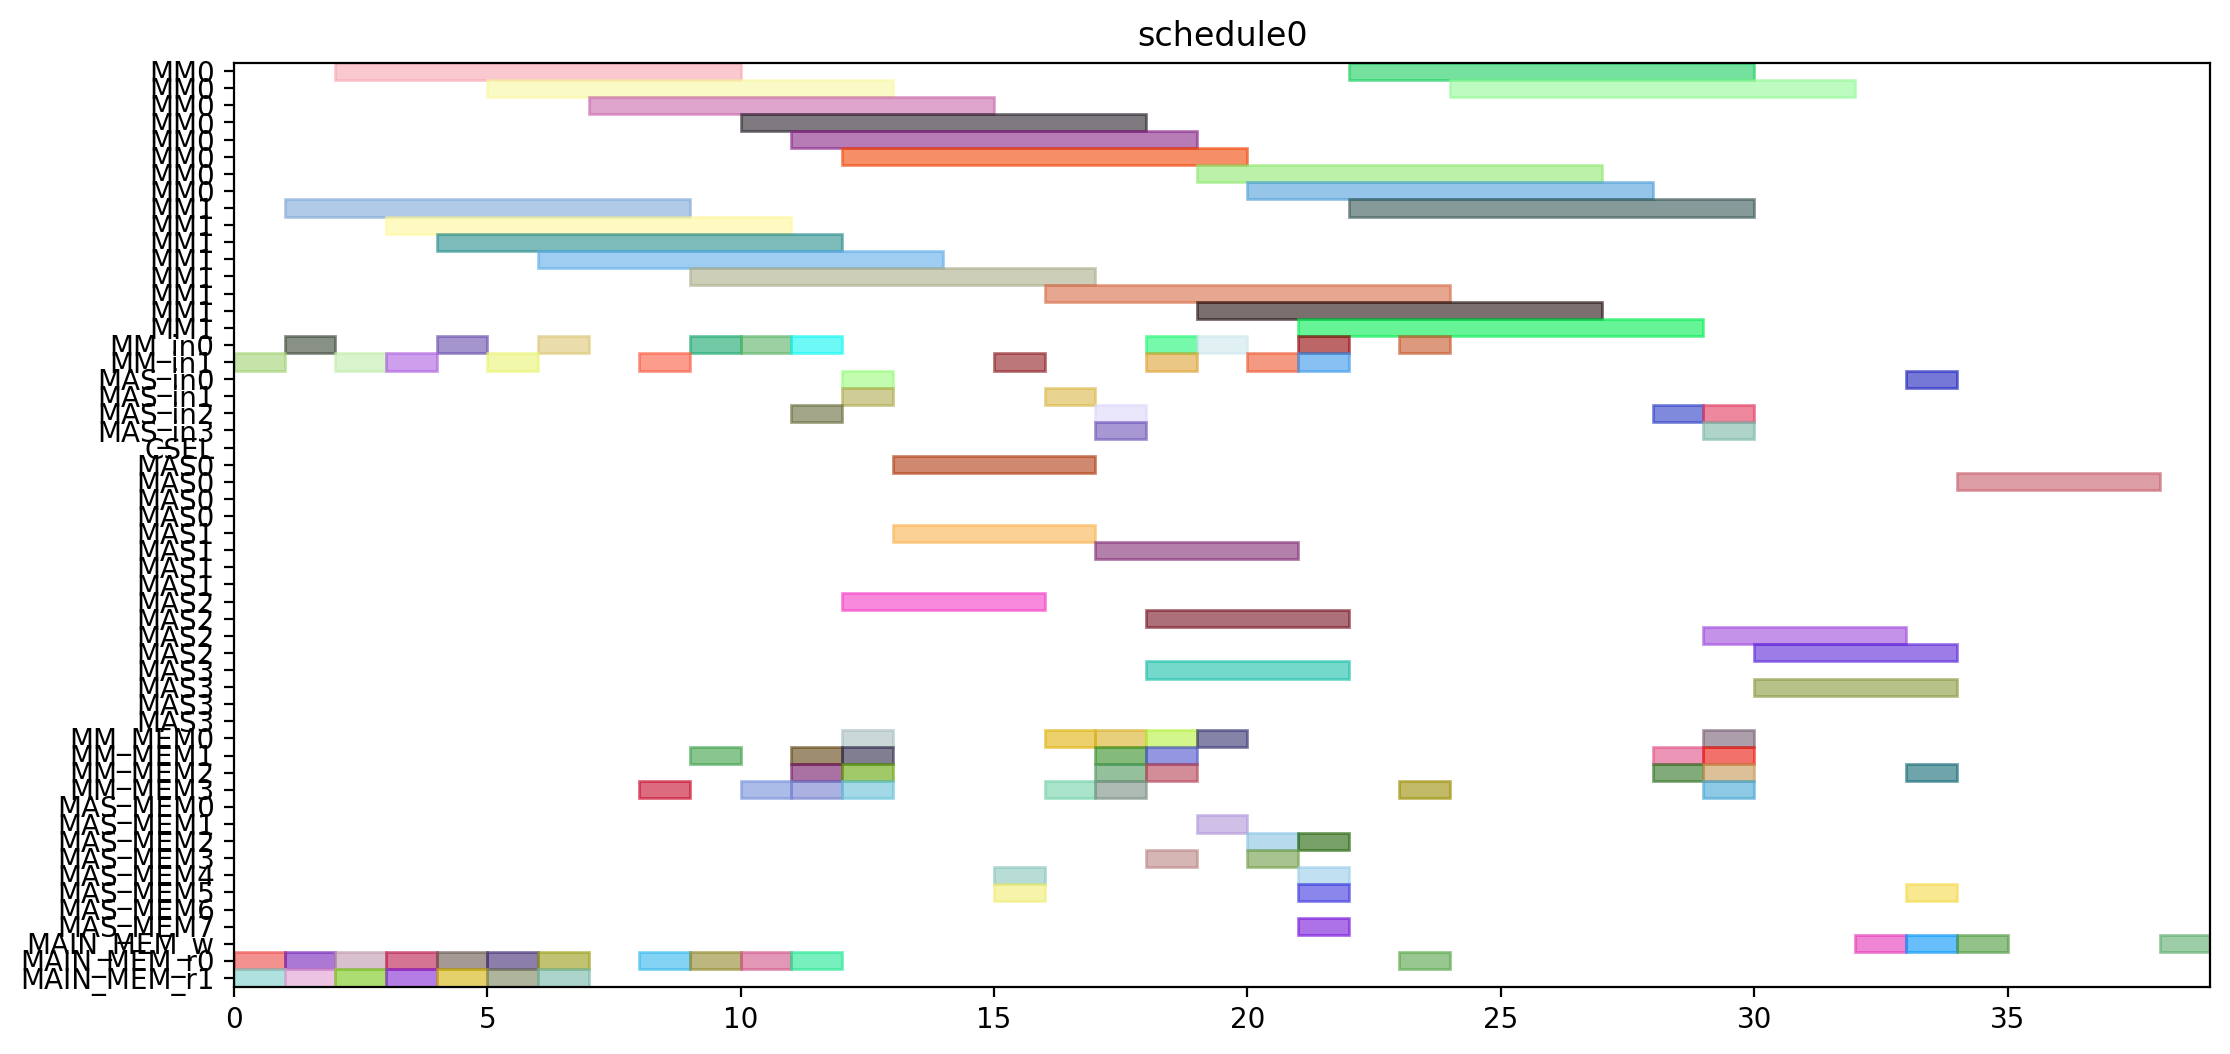 schedule0
MM0
MM0
MM0
MM0
MM0
MM0
MM0
MM0
MM1
MM1
MM1
MM1
MM1
MM1
MM1
MM1
MM_in0
MM_in1
MAS_in0
MAS_in1
MAS_in2
MAS_in3
CSEL
MAS0
MAS0
MAS0
MAS0
MAS1
MAS1
MAS1
MAS1
MAS2
MAS2
MAS2
MAS2
MAS3
MAS3
MAS3
MAS3
MM_MEM0
MM_MEM1
MM_MEM2
MM_MEM3
MAS_MEM0
MAS_MEM1
MAS_MEM2
MAS_MEM3
MAS_MEM4
MAS_MEM5
MAS_MEM6
MAS_MEM7
MAIN_MEM_w
MAIN_MEM_r0
MAIN_MEM_r1
0 5 10 15 20 25 30 35